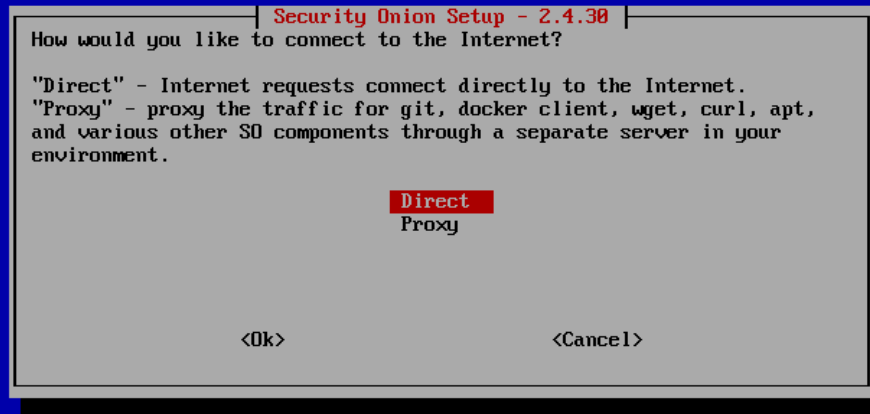 Security Onion Setup - 2.4.30
How would you like to connect to the Internet?
"Direct" - Internet requests connect directly to the Internet.
"Proxy" - proxy the traffic for git, docker client, wget, curl, apt,
and various other SO components through a separate server in your
environment.
Direct
Proxy
<Ok> <Cancel>